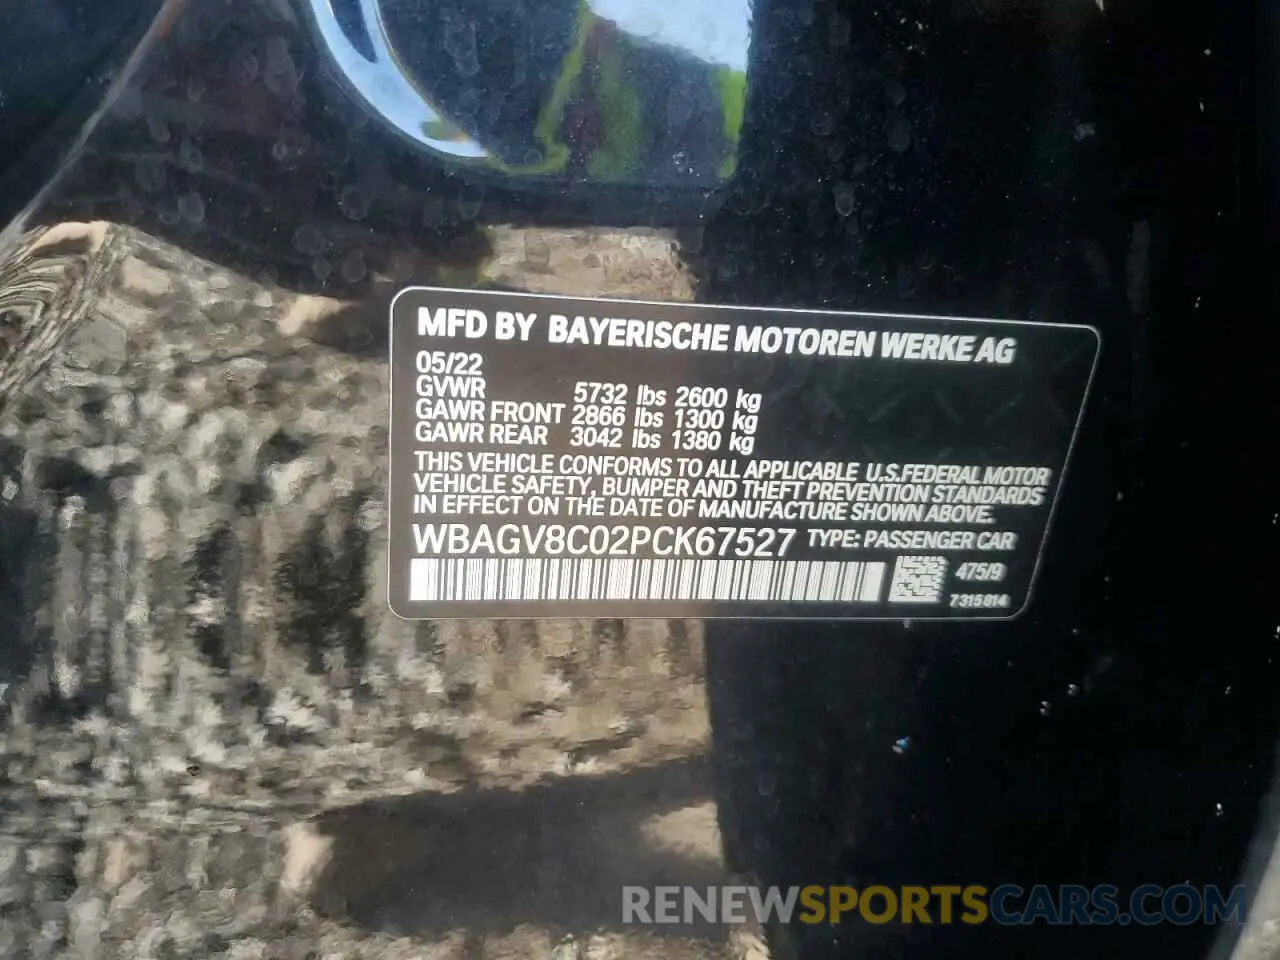 MFD BY BAYERISCHE MOTOREN WERKE AG
05/22
GVWR 5732 lbs 2600 kg
GAWR FRONT 2866 lbs 1300 kg
GAWR REAR 3042 lbs 1380 kg
THIS VEHICLE CONFORMS TO ALL APPLICABLE U.S.FEDERAL MOTOR
VEHICLE SAFETY, BUMPER AND THEFT PREVENTION STANDARDS
IN EFFECT ON THE DATE OF MANUFACTURE SHOWN ABOVE.
WBAGV8C02PCK67527 TYPE: PASSENGER CAR
475/9
7315814
RENEWSPORTSCARS.COM